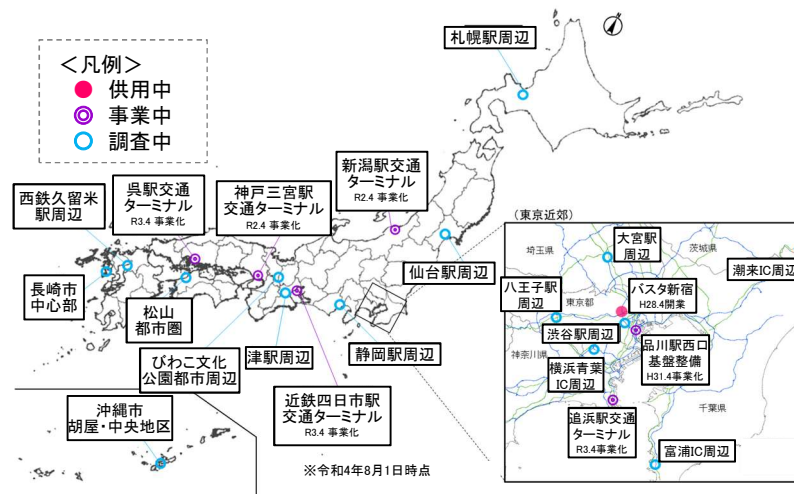 ＜凡例＞
供用中
事業中
調査中
札幌駅周辺
新潟駅交通
ターミナル
R2.4 事業化
神戸三宮駅
交通ターミナル
R2.4 事業化
呉駅交通
ターミナル
R3.4 事業化
西鉄久留米
駅周辺
長崎市
中心部
松山
都市圏
びわこ文化
公園都市周辺
津駅周辺
静岡駅周辺
仙台駅周辺
近鉄四日市駅
交通ターミナル
R3.4 事業化
沖縄市
胡屋・中央地区
※令和4年8月1日時点
（東京近郊）
埼玉県
大宮駅
周辺
茨城県
潮来IC周辺
八王子駅
周辺
東京都
バスタ新宿
H28.4開業
渋谷駅周辺
品川駅西口
基盤整備
H31.4事業化
神奈川県
横浜青葉
IC周辺
千葉県
追浜駅交通
ターミナル
R3.4事業化
富浦IC周辺